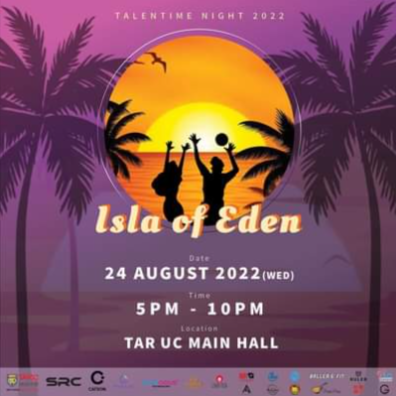 TALENTIME NIGHT 2022
Isla of Eden
Date
24 AUGUST 2022(WED)
Time
5PM - 10PM
Location
TAR UC MAIN HALL
SRC